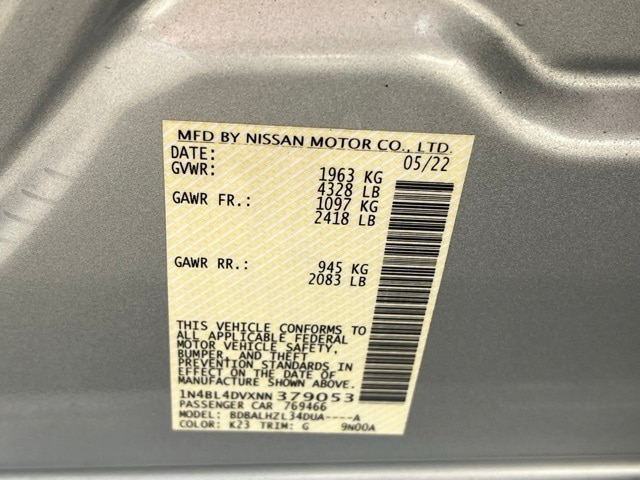 MFD BY NISSAN MOTOR CO., LTD.
DATE: 05/22
GVWR: 1963 KG
4328 LB
GAWR FR.: 1097 KG
2418 LB
GAWR RR.: 945 KG
2083 LB
THIS VEHICLE CONFORMS TO
ALL APPLICABLE FEDERAL
MOTOR VEHICLE SAFETY,
BUMPER, AND THEFT
PREVENTION STANDARDS IN
EFFECT ON THE DATE OF
MANUFACTURE SHOWN ABOVE.
1N4BL4DVXNN379053
PASSENGER CAR 769466
MODEL: BDBALHZL34DUA----A
COLOR: K23 TRIM: G 9N00A